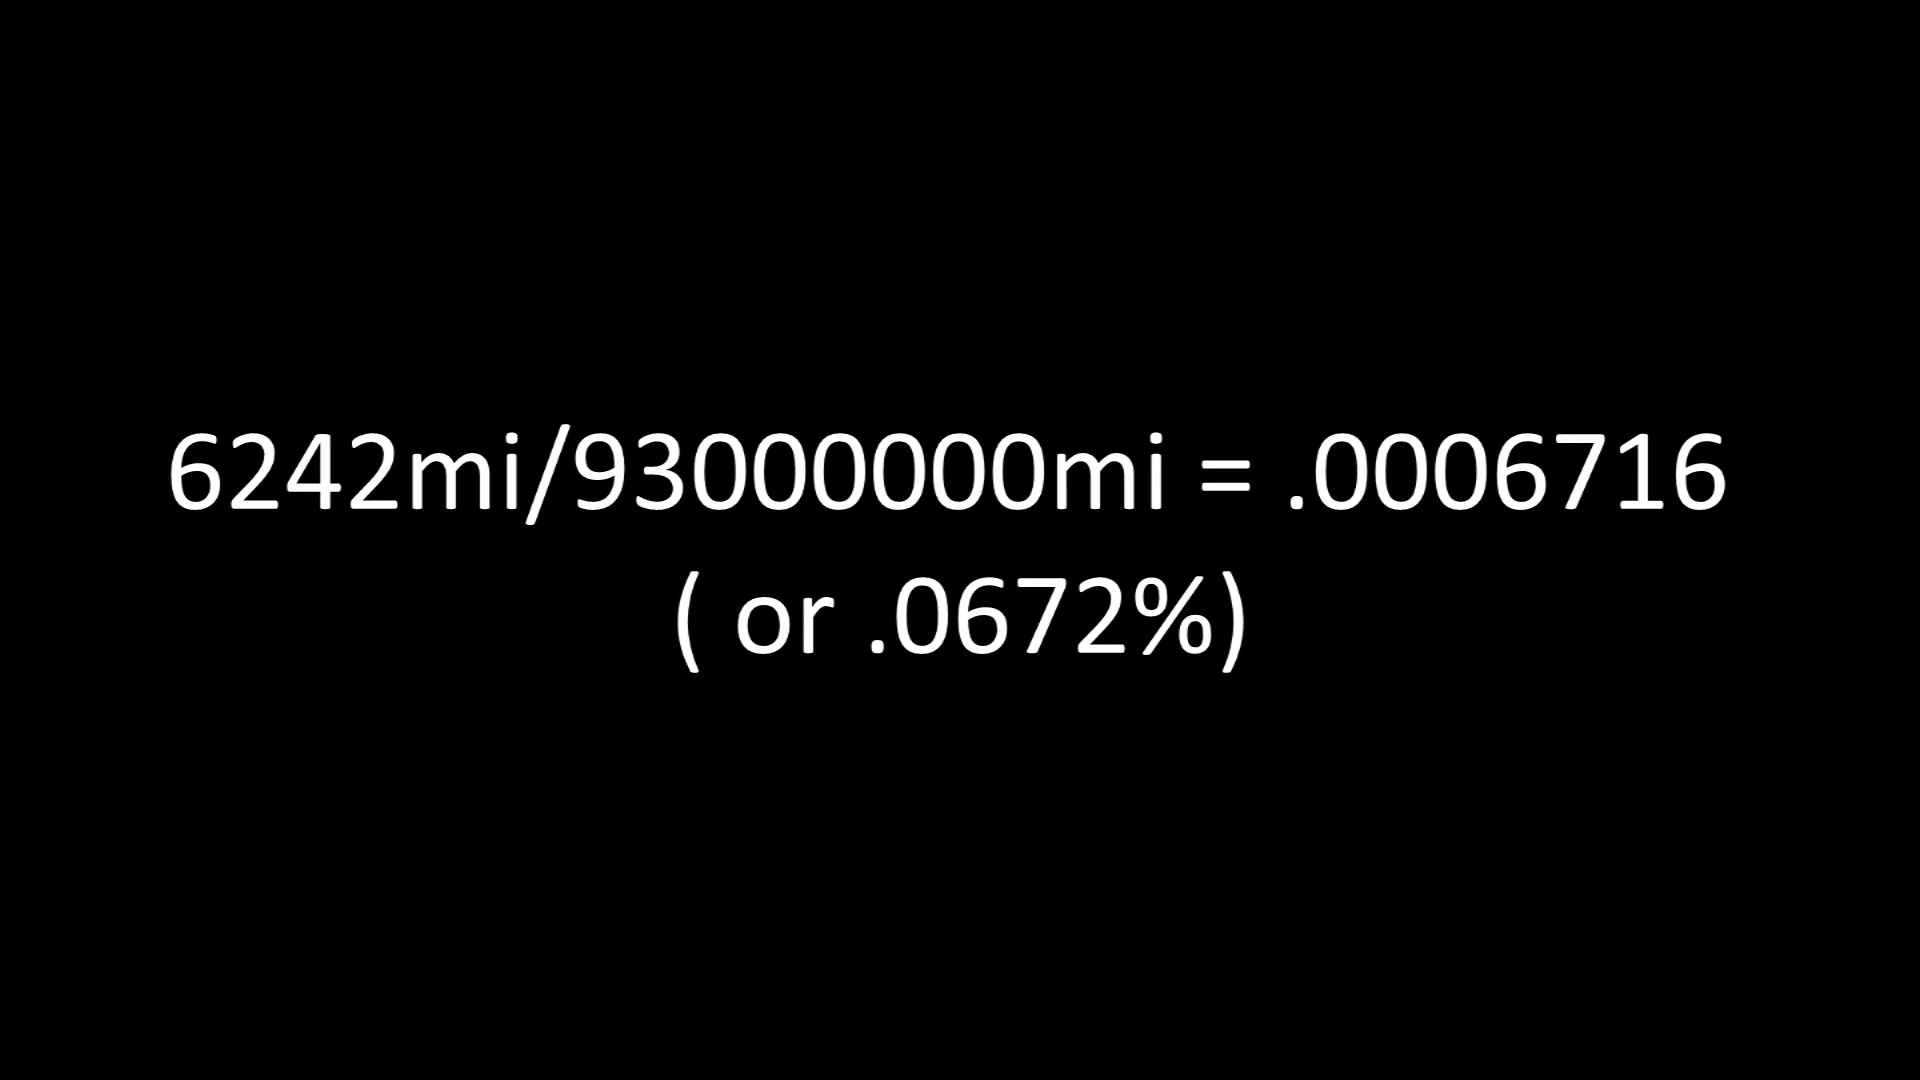 6242mi/93000000mi = .0006716
( or .0672%)